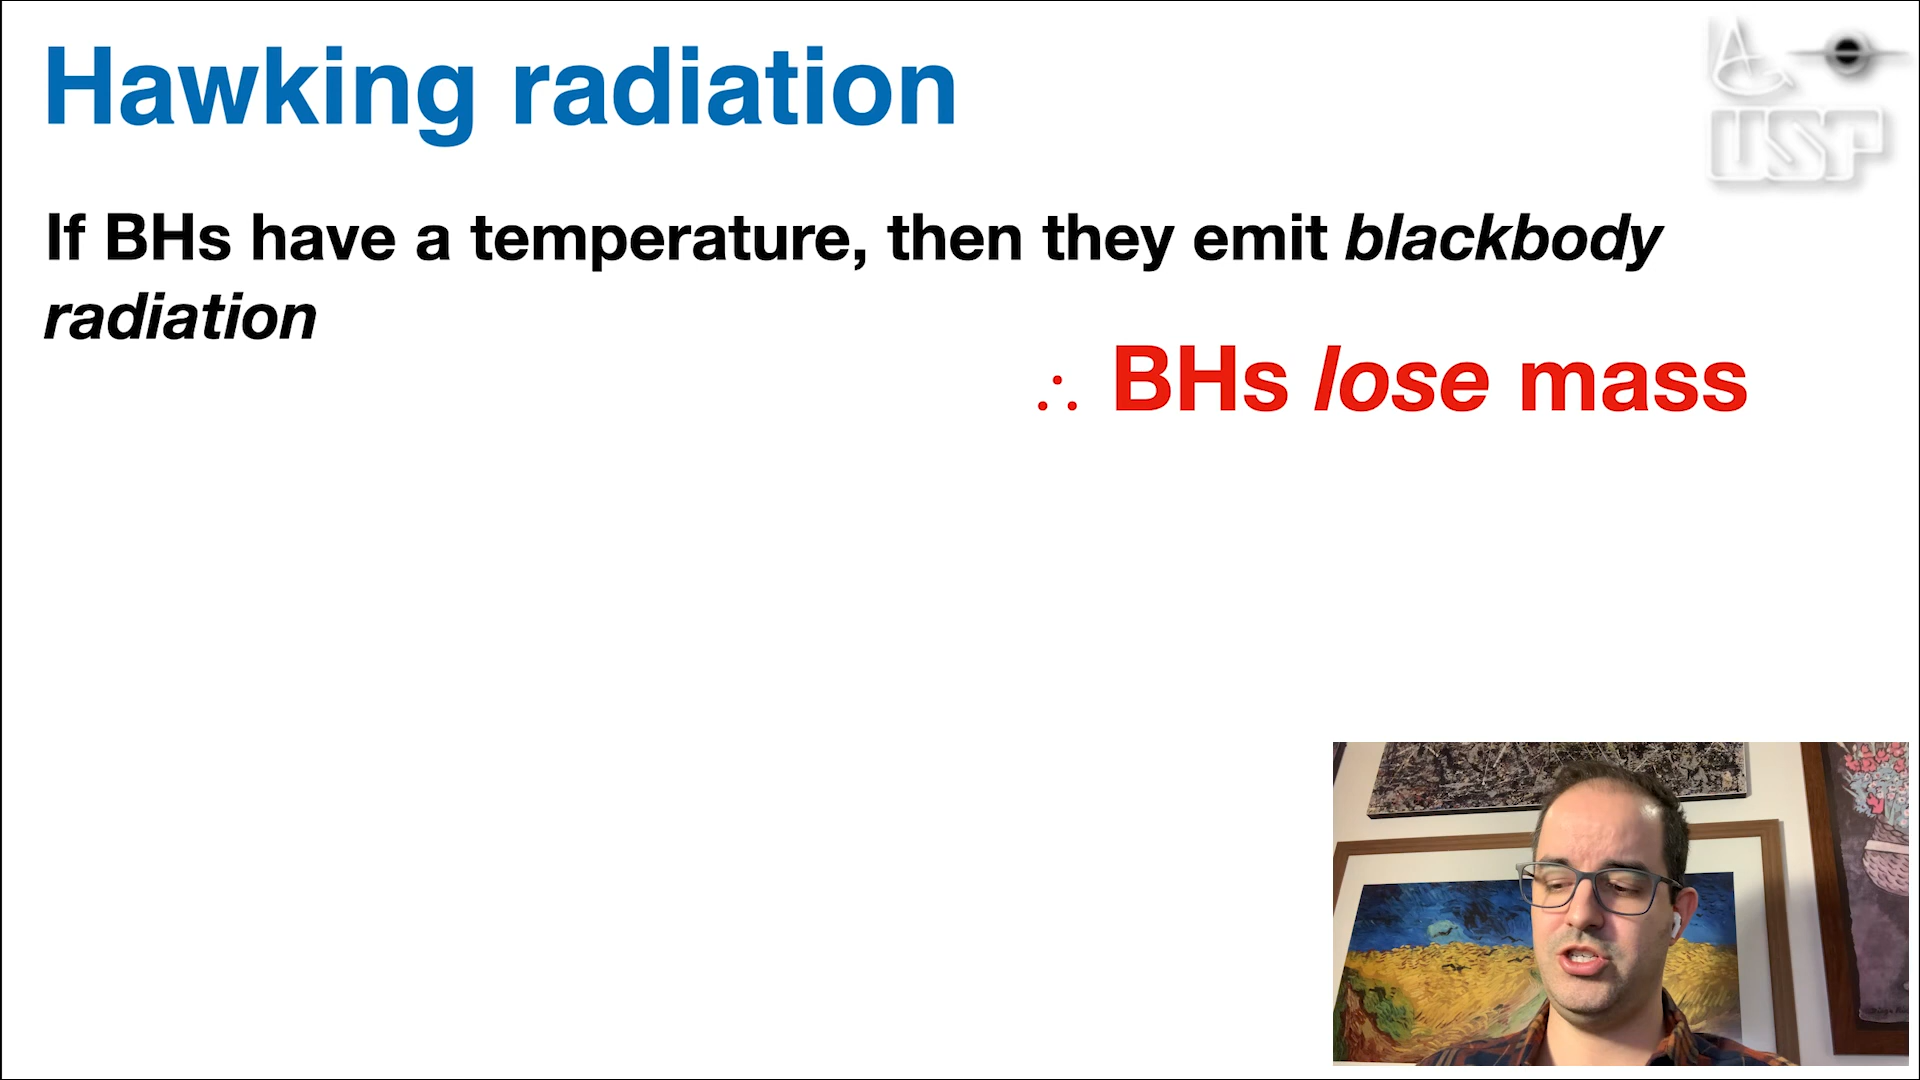 Hawking radiation
If BHs have a temperature, then they emit blackbody
radiation
∴ BHs lose mass
USP